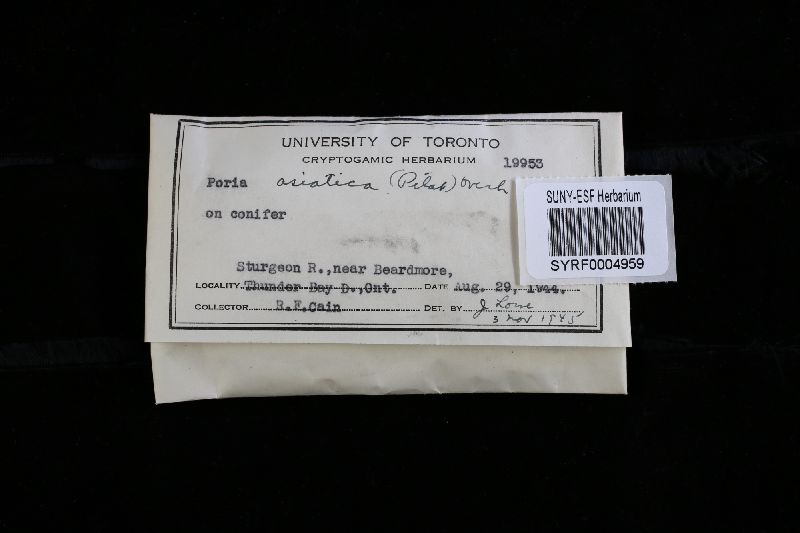 UNIVERSITY OF TORONTO
CRYPTOGAMIC HERBARIUM 19953
Poria asiatica (Pilat) Overh
on conifer
Sturgeon R.,near Beardmore,
LOCALITY Thunder Bay D.,Ont. DATE Aug. 29, 1944.
COLLECTOR R.F.Cain DET. BY J Lowe
3 Nov 1945
SUNY-ESF Herbarium
SYRF0004959